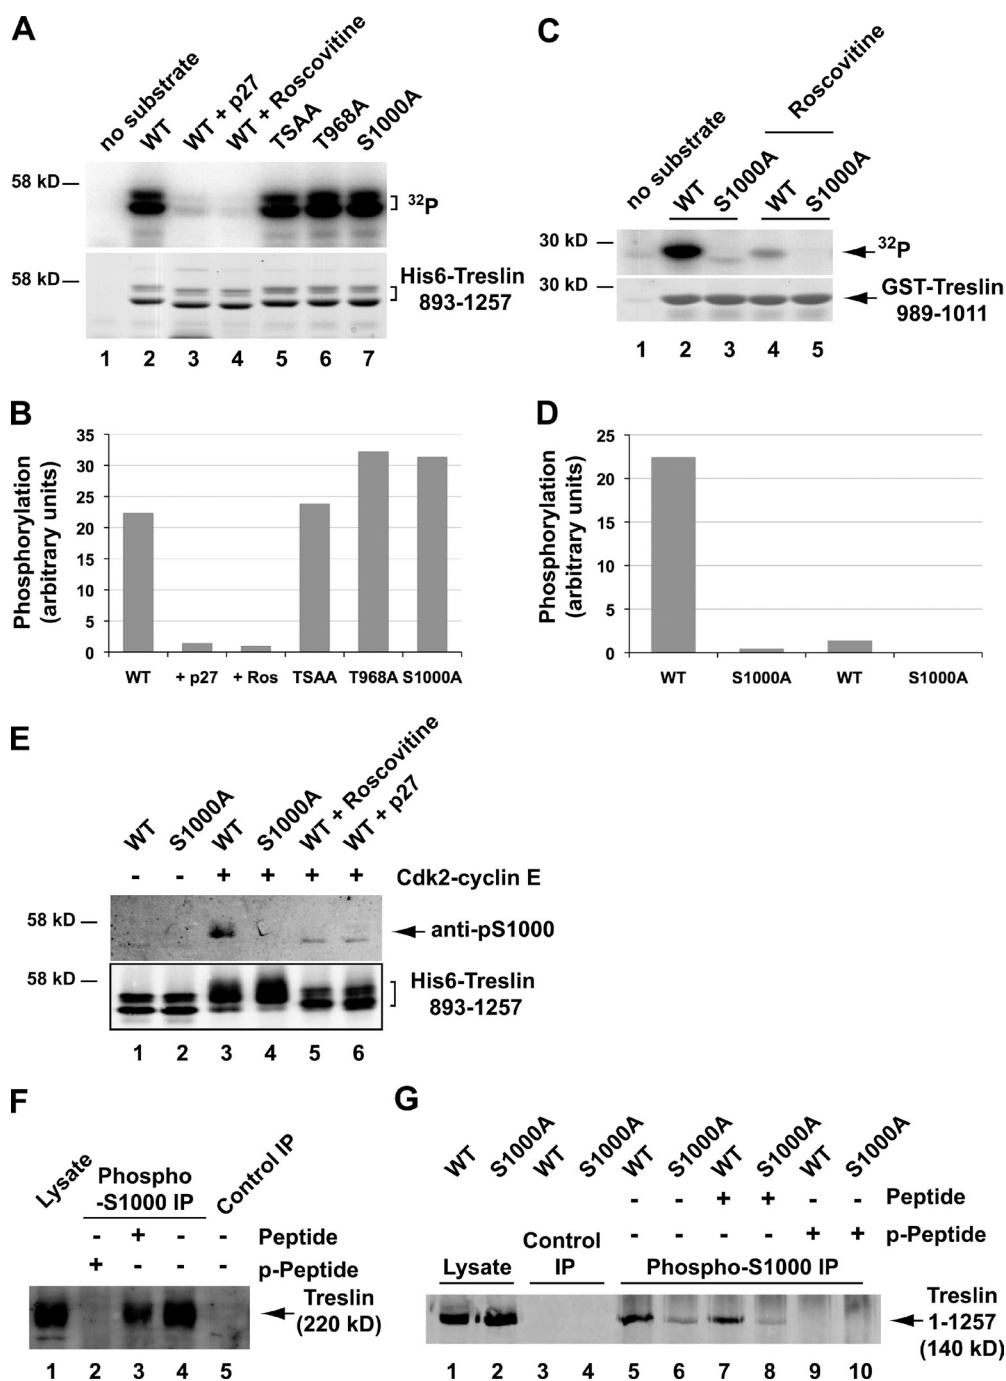 A
no substrate
WT
WT + p27
WT + Roscovitine
TSAA
T968A
S1000A
58 kD
32P
58 kD
His6-Treslin
893-1257
1 2 3 4 5 6 7
C
Roscovitine
no substrate
WT
S1000A
WT
S1000A
30 kD
32P
30 kD
GST-Treslin
989-1011
1 2 3 4 5
B
Phosphorylation
(arbitrary units)
35
30
25
20
15
10
5
0
WT + p27 + Ros TSAA T968A S1000A
D
Phosphorylation
(arbitrary units)
25
20
15
10
5
0
WT S1000A WT S1000A
E
WT
S1000A
WT
S1000A
WT + Roscovitine
WT + p27
- - + + + + Cdk2-cyclin E
58 kD
anti-pS1000
58 kD
His6-Treslin
893-1257
1 2 3 4 5 6
F
Lysate
Phospho
-S1000 IP
Control IP
- + - - Peptide
+ - - - p-Peptide
Treslin
(220 kD)
1 2 3 4 5
G
WT
S1000A
WT
S1000A
WT
S1000A
WT
S1000A
WT
S1000A
- - + + - - Peptide
- - - - + + p-Peptide
Lysate
Control
IP
Phospho-S1000 IP
Treslin
1-1257
(140 kD)
1 2 3 4 5 6 7 8 9 10